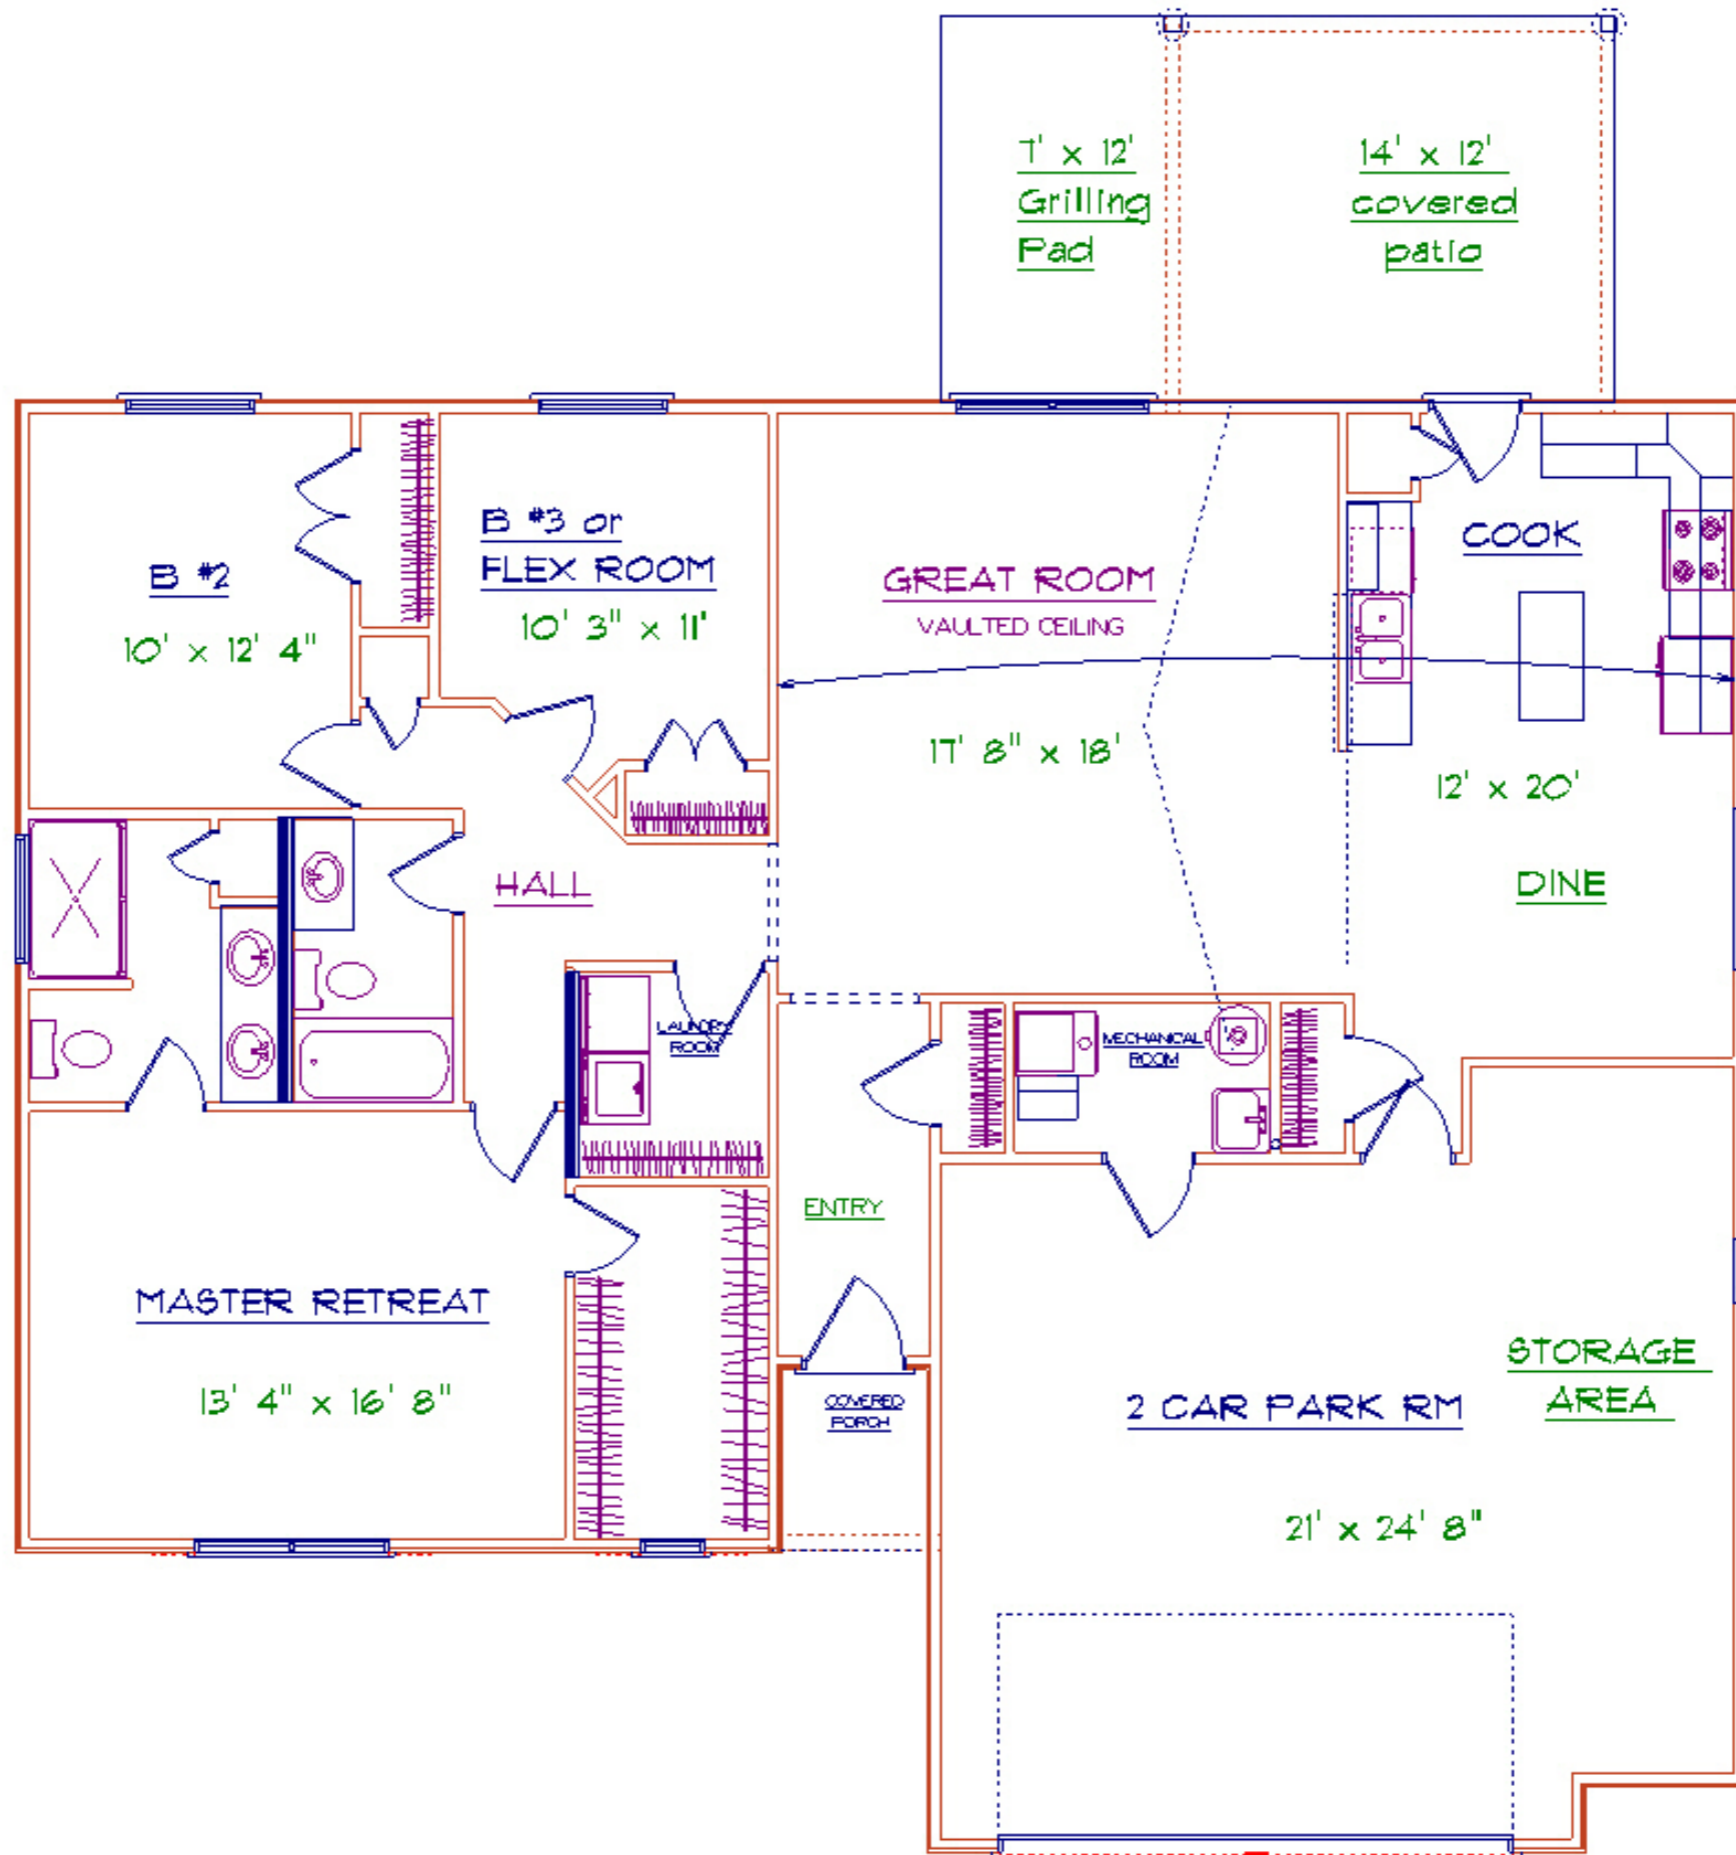 7' x 12'
Grilling
Pad
14' x 12'
covered
patio
B #2
10' x 12' 4"
B #3 or
FLEX ROOM
10' 3" x 11'
GREAT ROOM
VAULTED CEILING
17' 8" x 18'
COOK
12' x 20'
DINE
HALL
LAUNDRY
ROOM
MECHANICAL
ROOM
ENTRY
MASTER RETREAT
13' 4" x 16' 8"
COVERED
PORCH
2 CAR PARK RM
21' x 24' 8"
STORAGE
AREA